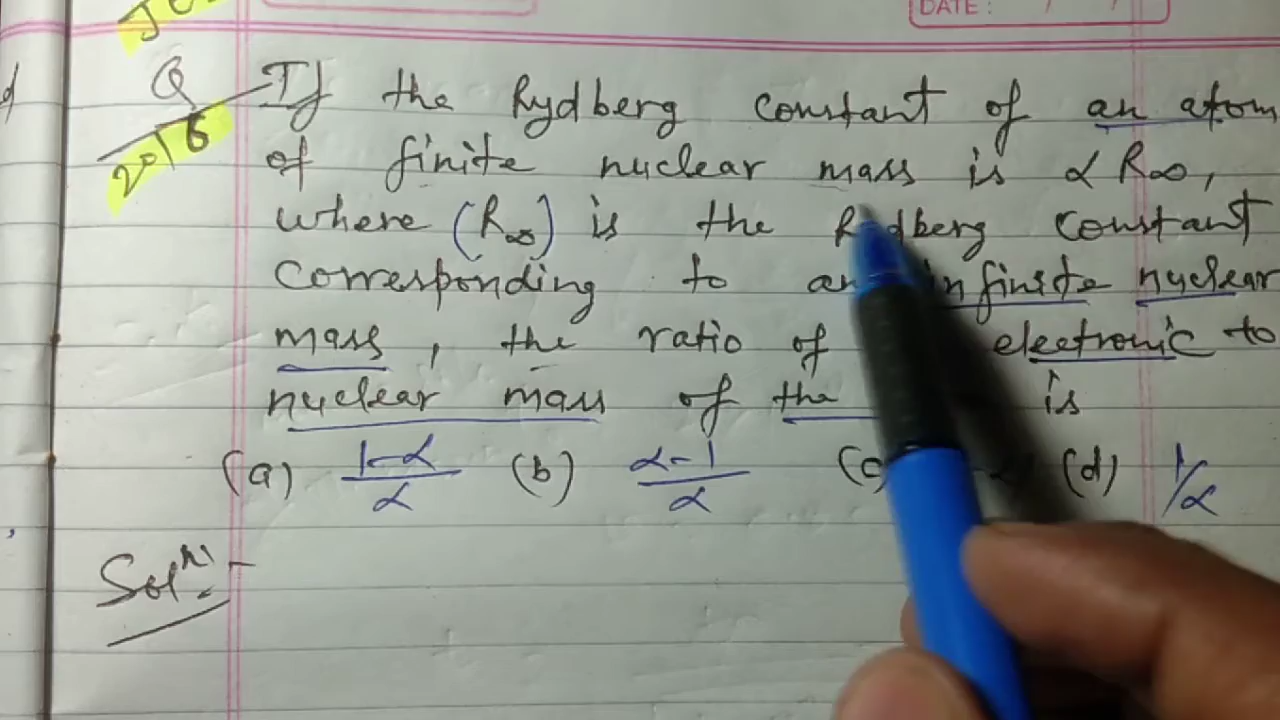 DATE : / /
Q If the Rydberg Constant of an atom
2016 of finite nuclear mass is αR∞,
where (R∞) is the Rydberg Constant
Corresponding to an infinite nuclear
mass, the ratio of electronic to
nuclear mass of the is
(a) 1-α/α (b) α-1/α (c) (d) 1/α
Solⁿ:-